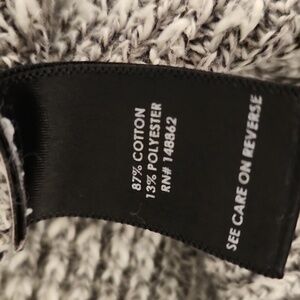 87% COTTON
13% POLYESTER
RN# 148862
SEE CARE ON REVERSE